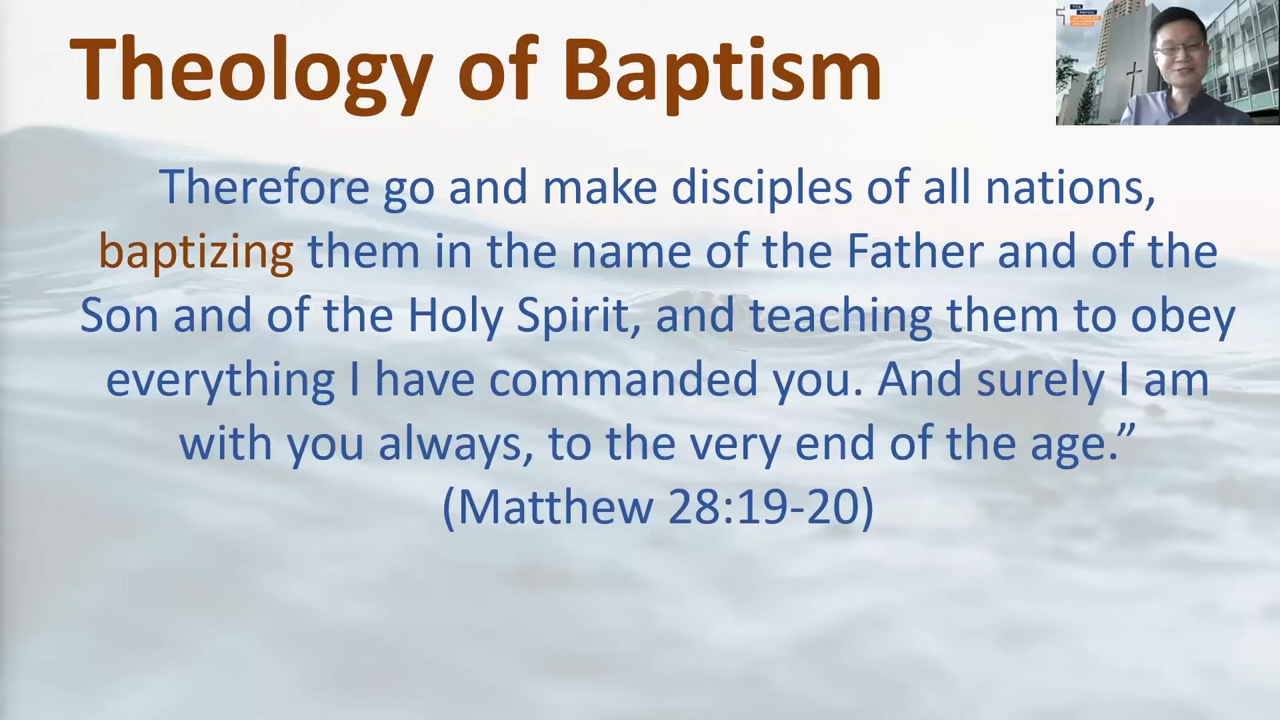 Theology of Baptism
Therefore go and make disciples of all nations,
baptizing them in the name of the Father and of the
Son and of the Holy Spirit, and teaching them to obey
everything I have commanded you. And surely I am
with you always, to the very end of the age.”
(Matthew 28:19-20)